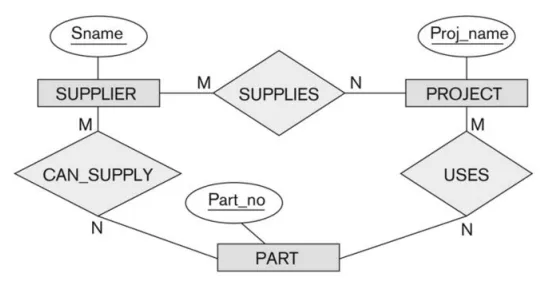 Sname
Proj_name
SUPPLIER
M
SUPPLIES
N
PROJECT
M
M
CAN_SUPPLY
USES
Part_no
N
N
PART